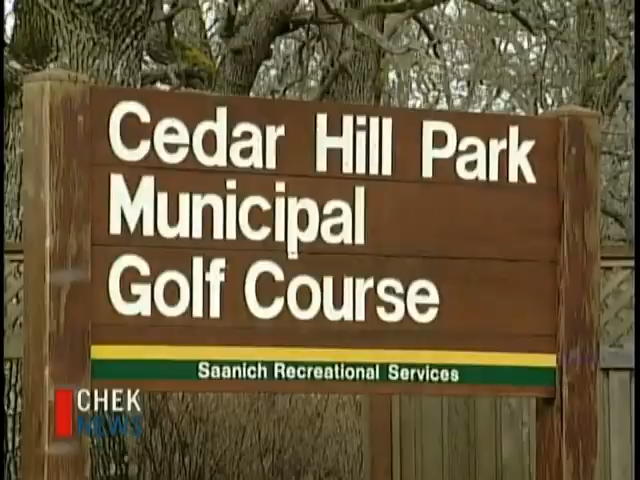 Cedar Hill Park
Municipal
Golf Course
Saanich Recreational Services
CHEK
NEWS